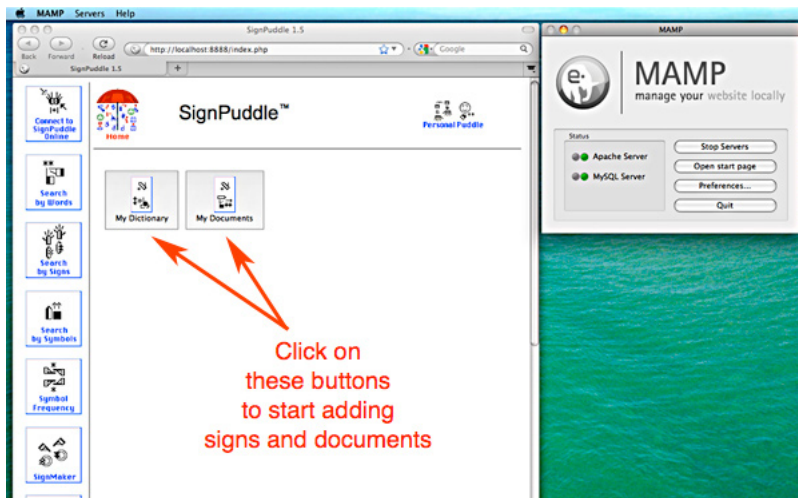 MAMP Servers Help
SignPuddle 1.5
Back Forward Reload
http://localhost:8888/index.php
Google
SignPuddle 1.5
+
Connect to
SignPuddle
Online
Search
by Words
Search
by Signs
Search
by Symbols
Symbol
Frequency
SignMaker
Home
SignPuddle™
Personal Puddle
My Dictionary
My Documents
Click on
these buttons
to start adding
signs and documents
MAMP
e.
MAMP
manage your website locally
Status
Apache Server
MySQL Server
Stop Servers
Open start page
Preferences...
Quit